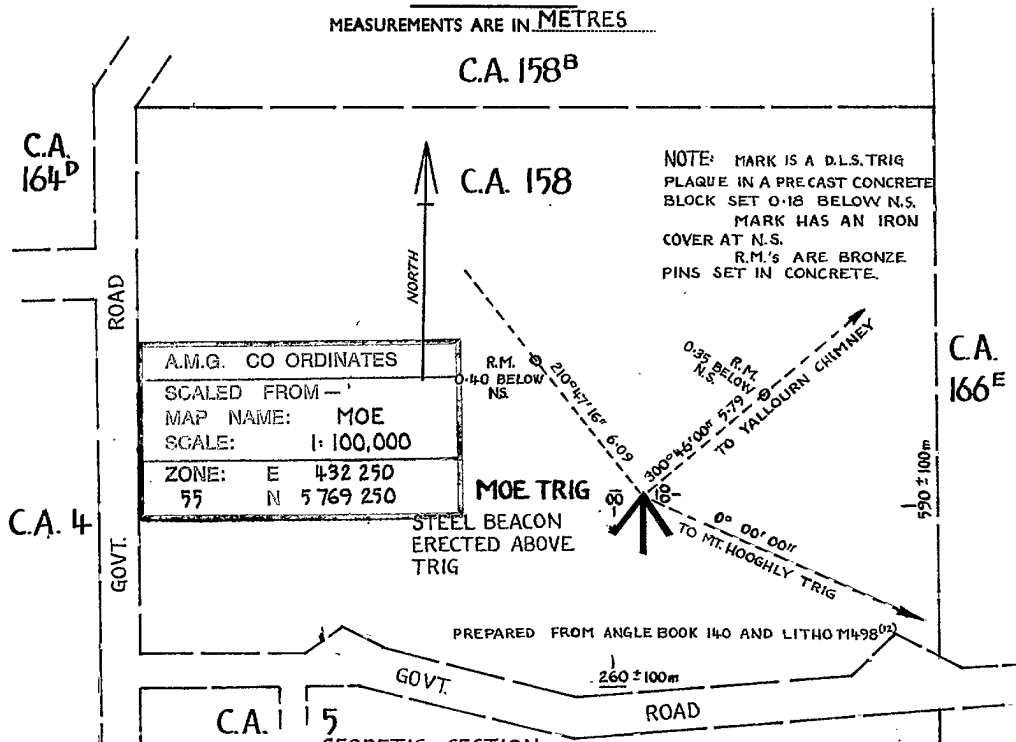 MEASUREMENTS ARE IN METRES
C.A. 158ᴮ
C.A.
164ᴰ
C.A. 158
NOTE: MARK IS A D.L.S. TRIG
PLAQUE IN A PRECAST CONCRETE
BLOCK SET 0·18 BELOW N.S.
MARK HAS AN IRON
COVER AT N.S.
R.M.'s ARE BRONZE
PINS SET IN CONCRETE.
NORTH
ROAD
A.M.G. CO ORDINATES
SCALED FROM —
MAP NAME: MOE
SCALE: 1:100,000
ZONE: E 432 250
55 N 5 769 250
R.M.
0·40 BELOW
N.S.
210° 47' 16" 6·09
R.M.
0·35 BELOW
N.S.
300° 46' 00" 5·79
TO YALLOURN CHIMNEY
C.A.
166ᴱ
590 ± 100m
MOE TRIG
STEEL BEACON
ERECTED ABOVE
TRIG
0° 00' 00"
TO MT. HOOGHLY TRIG
C.A. 4
GOVT.
PREPARED FROM ANGLE BOOK 140 AND LITHO M498⁽¹²⁾
260 ± 100m
GOVT.
ROAD
C.A. 5
GEODETIC SECTION